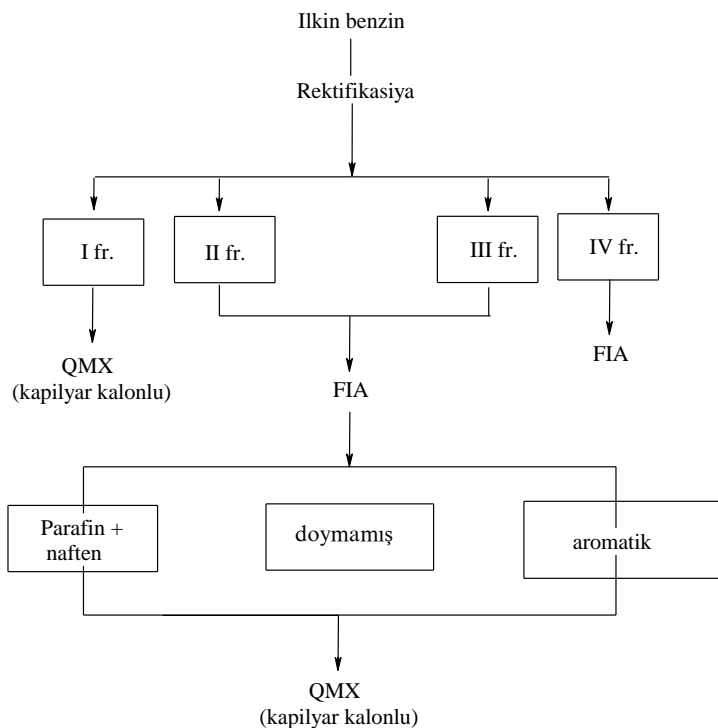 Ilkin benzin
Rektifikasiya
I fr.
II fr.
III fr.
IV fr.
QMX
(kapilyar kalonlu)
FIA
FIA
Parafin +
naften
doymamış
aromatik
QMX
(kapilyar kalonlu)